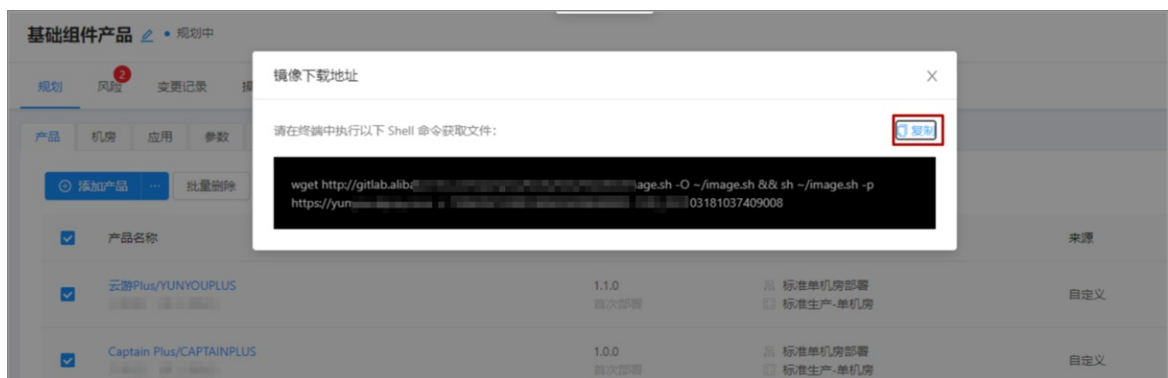 基础组件产品 • 规划中
规划 风险 2 变更记录
产品 机房 应用 参数
添加产品 ... 批量删除
镜像下载地址
请在终端中执行以下 Shell 命令获取文件:
复制
wget http://gitlab.aliba age.sh -O ~/image.sh && sh ~/image.sh -p
https://yun 03181037409008
产品名称 来源
云游Plus/YUNYOUPLUS 1.1.0 标准单机房部署 自定义
首次部署 标准生产-单机房
Captain Plus/CAPTAINPLUS 1.0.0 标准单机房部署 自定义
首次部署 标准生产-单机房